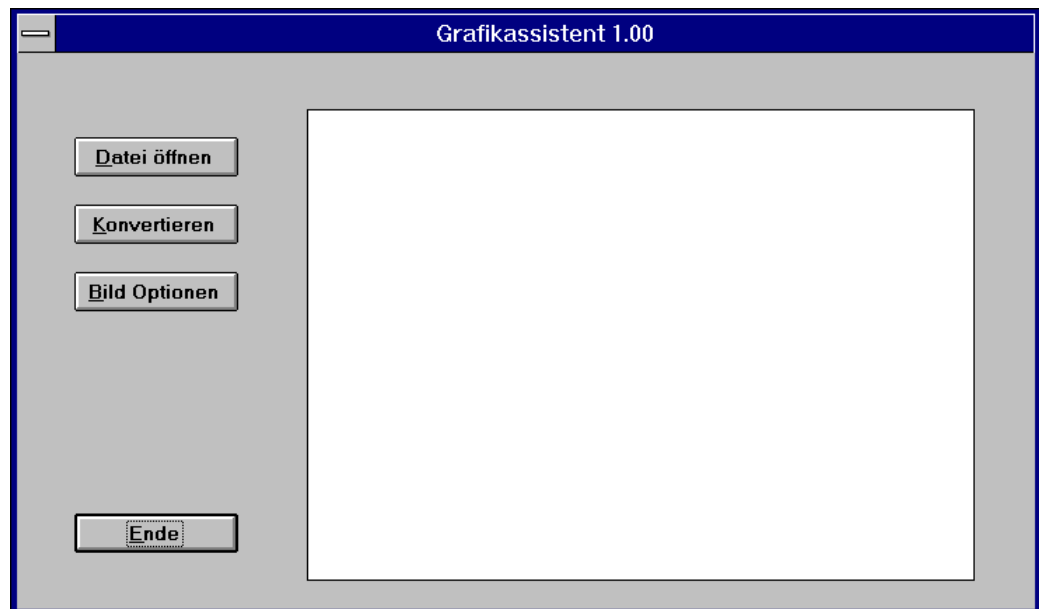 Grafikassistent 1.00
Datei öffnen
Konvertieren
Bild Optionen
Ende